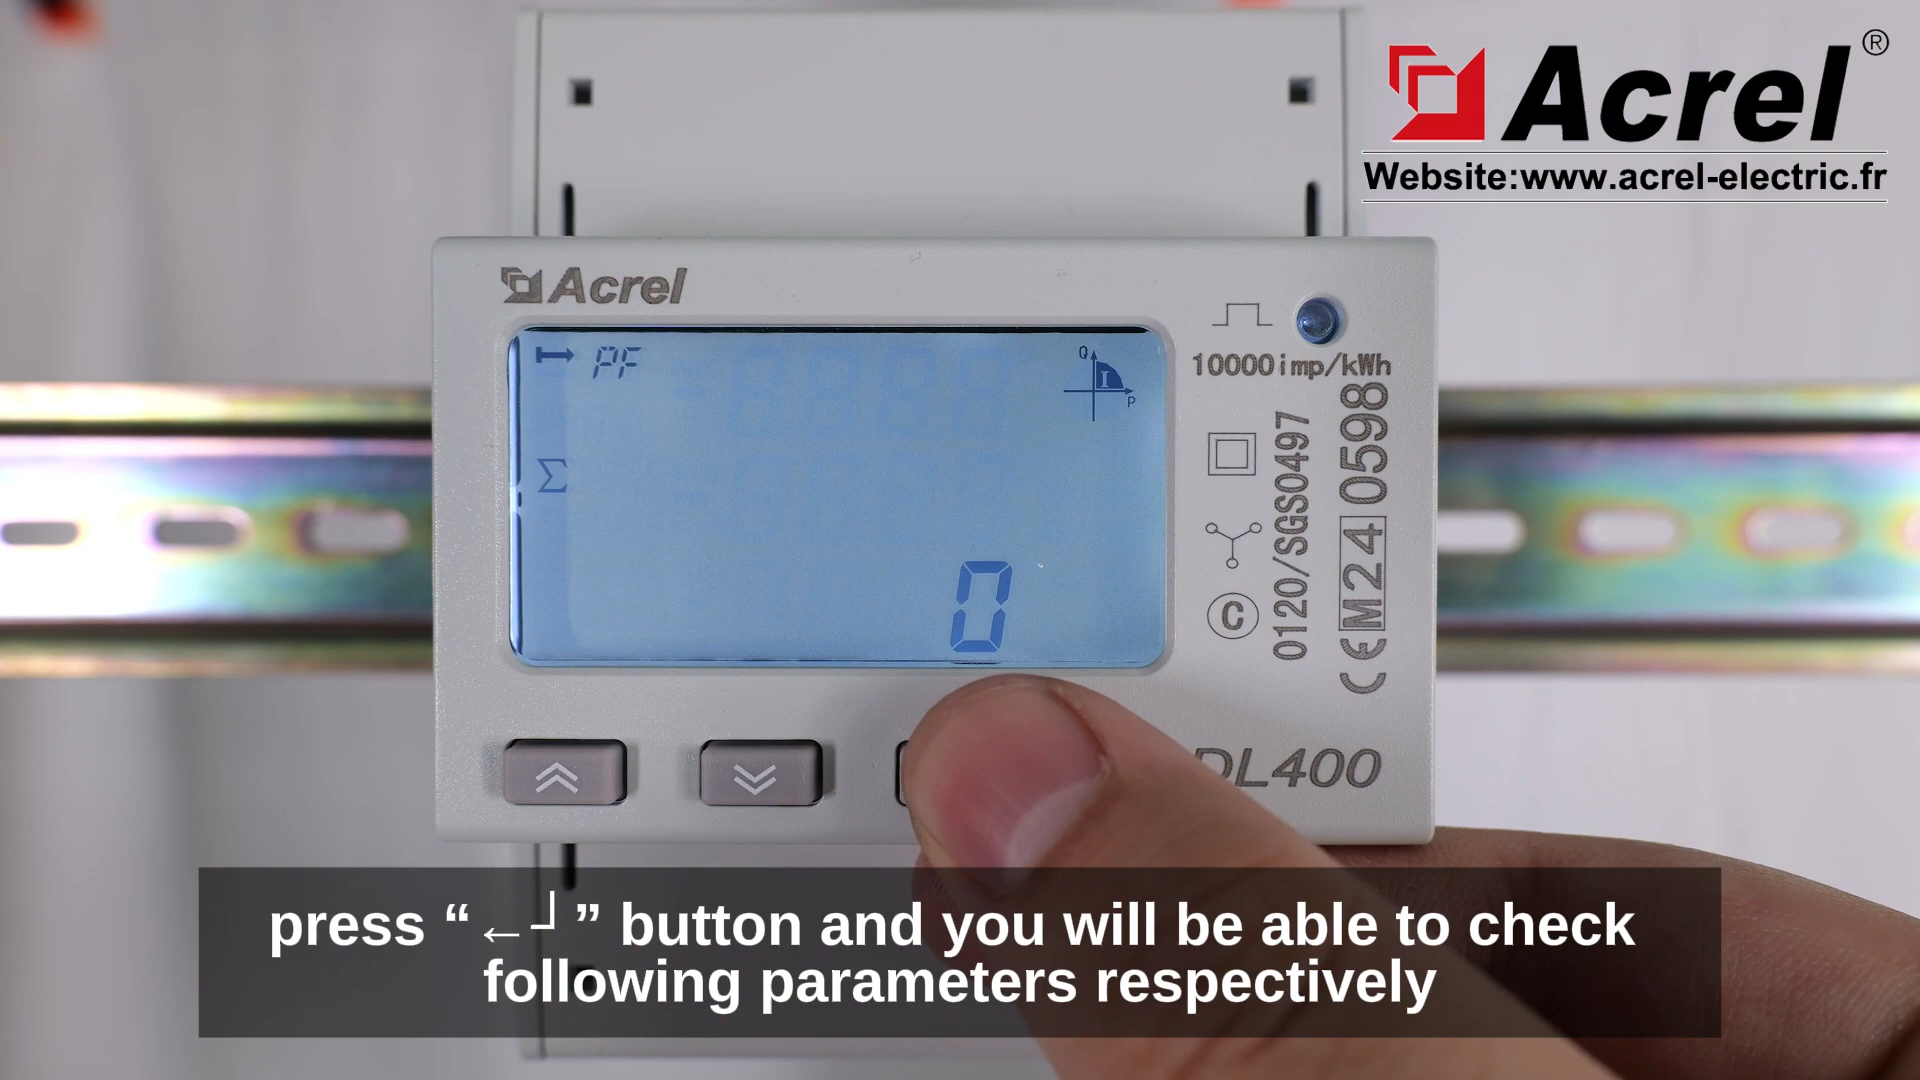 Acrel®
Website:www.acrel-electric.fr
Acrel
PF
Q
I
P
Σ
0
10000imp/kWh
0120/SGS0497
CE M24 0598
C
DL400
press “←┘” button and you will be able to check
following parameters respectively